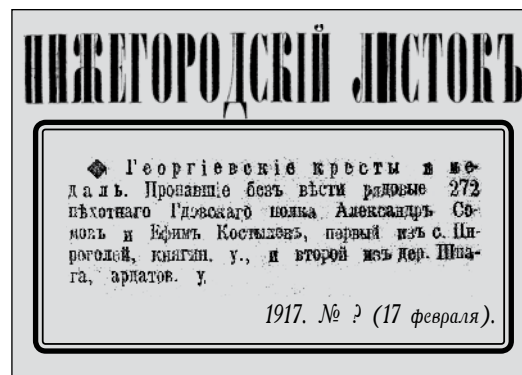 НИЖЕГОРОДСКІЙ ЛИСТОКЪ
Георгіевскіе кресты и ме-
даль. Пропавшіе безъ вѣсти рядовые 272
пѣхотнаго Гдовскаго полка Александръ Со-
мовъ и Ефимъ Костылевъ, первый изъ с. Пи-
роголей, княгин. у., и второй изъ дер. Шпа-
га, ардатов. у.
1917. № ? (17 февраля).